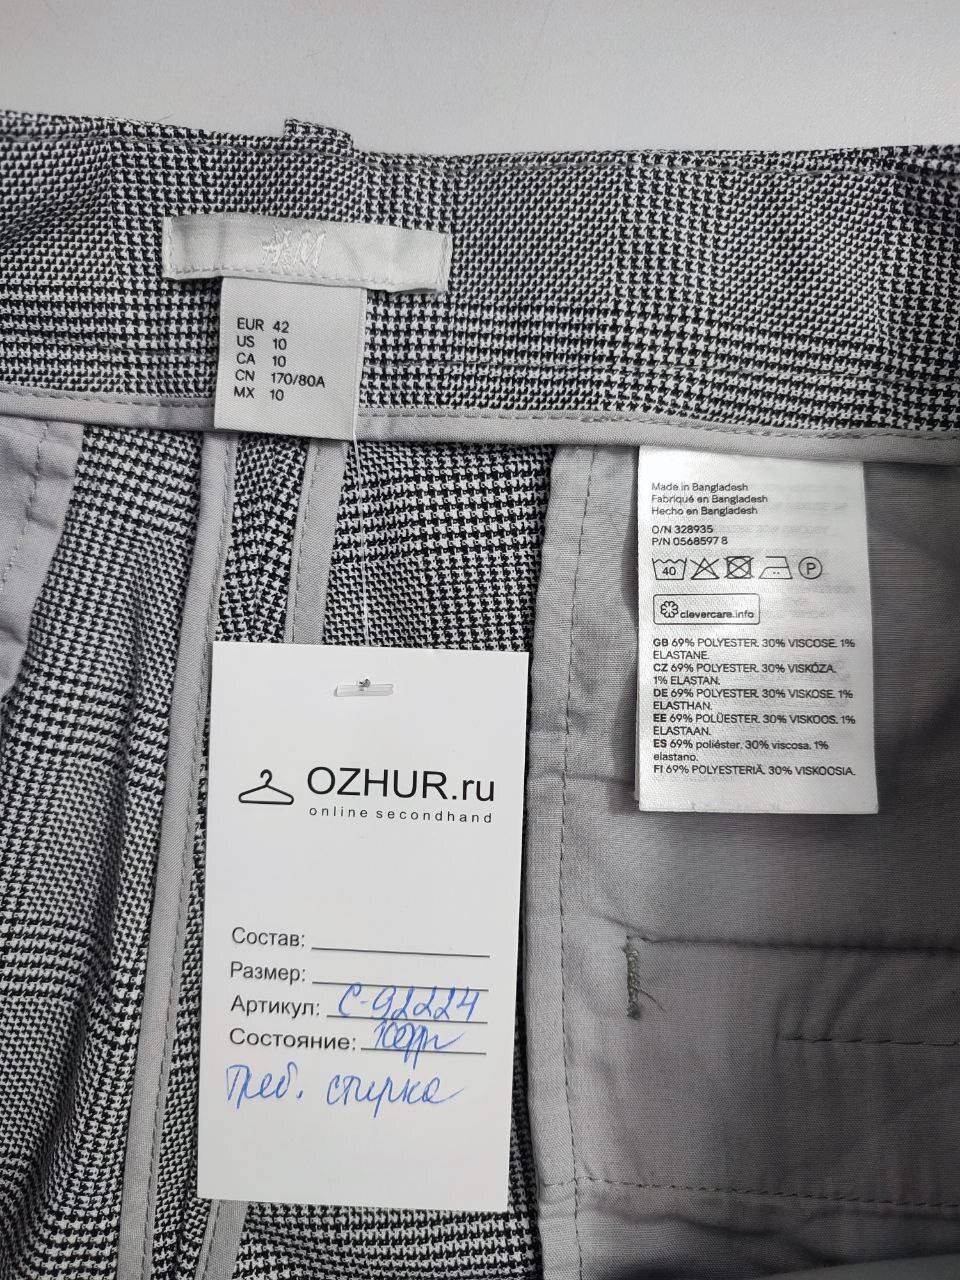 H&M
EUR 42
US 10
CA 10
CN 170/80A
MX 10
Made in Bangladesh
Fabriqué en Bangladesh
Hecho en Bangladesh
O/N 328935
P/N 0568597 8
40 P
clevercare.info
GB 69% POLYESTER. 30% VISCOSE. 1%
ELASTANE.
CZ 69% POLYESTER. 30% VISKÓZA.
1% ELASTAN.
DE 69% POLYESTER. 30% VISKOSE. 1%
ELASTHAN.
EE 69% POLÜESTER. 30% VISKOOS. 1%
ELASTAAN.
ES 69% poliéster. 30% viscosa. 1%
elastano.
FI 69% POLYESTERIÄ. 30% VISKOOSIA.
OZHUR.ru
online secondhand
Состав:
Размер:
Артикул: С-92224
Состояние:
Треб. стирка